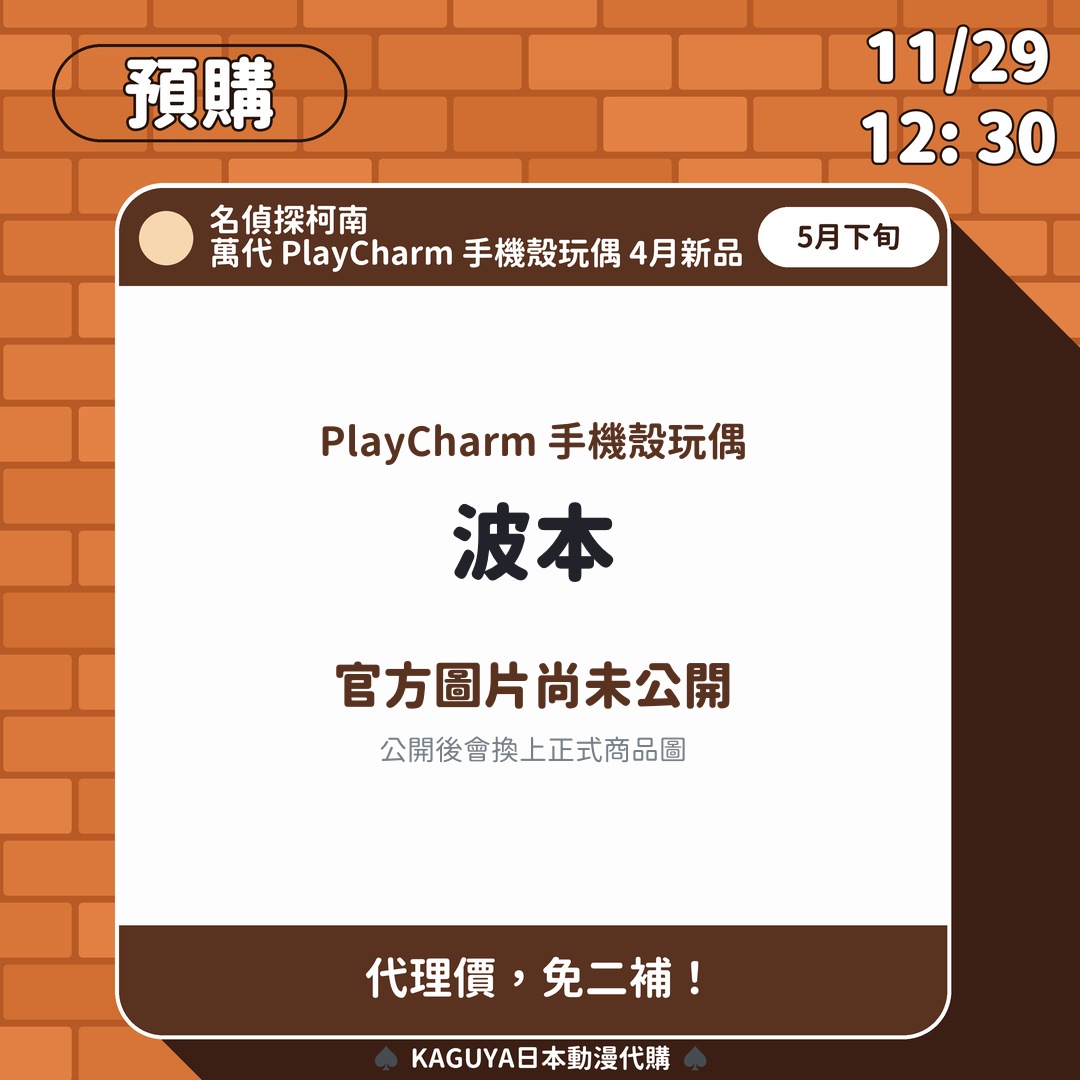 預購
11/29
12: 30
名偵探柯南
萬代 PlayCharm 手機殼玩偶 4月新品
5月下旬
PlayCharm 手機殼玩偶
波本
官方圖片尚未公開
公開後會換上正式商品圖
代理價，免二補！
♠ KAGUYA日本動漫代購 ♠